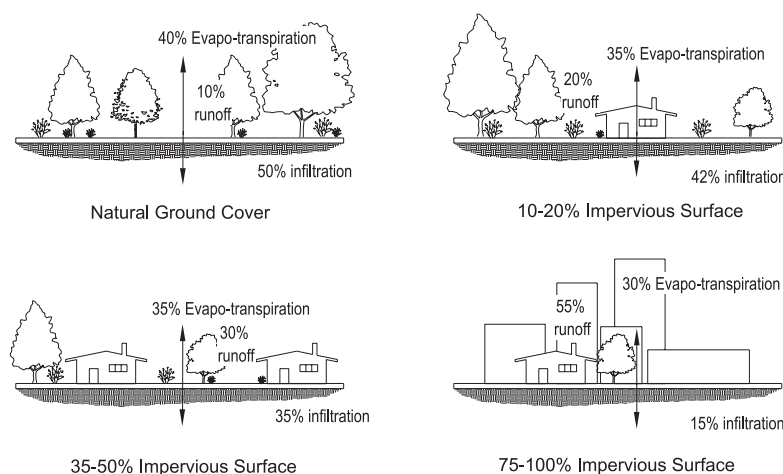 40% Evapo-transpiration
10%
runoff
50% infiltration
Natural Ground Cover
35% Evapo-transpiration
20%
runoff
42% infiltration
10-20% Impervious Surface
35% Evapo-transpiration
30%
runoff
35% infiltration
35-50% Impervious Surface
30% Evapo-transpiration
55%
runoff
15% infiltration
75-100% Impervious Surface